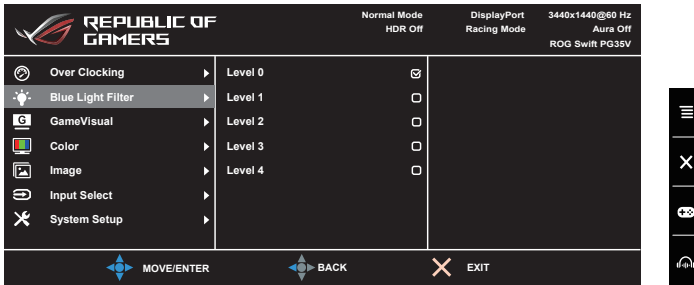 REPUBLIC OF
GAMERS
Normal Mode
HDR Off
DisplayPort
Racing Mode
3440x1440@60 Hz
Aura Off
ROG Swift PG35V
Over Clocking
Blue Light Filter
G GameVisual
Color
Image
Input Select
System Setup
Level 0
Level 1
Level 2
Level 3
Level 4
MOVE/ENTER
BACK
EXIT